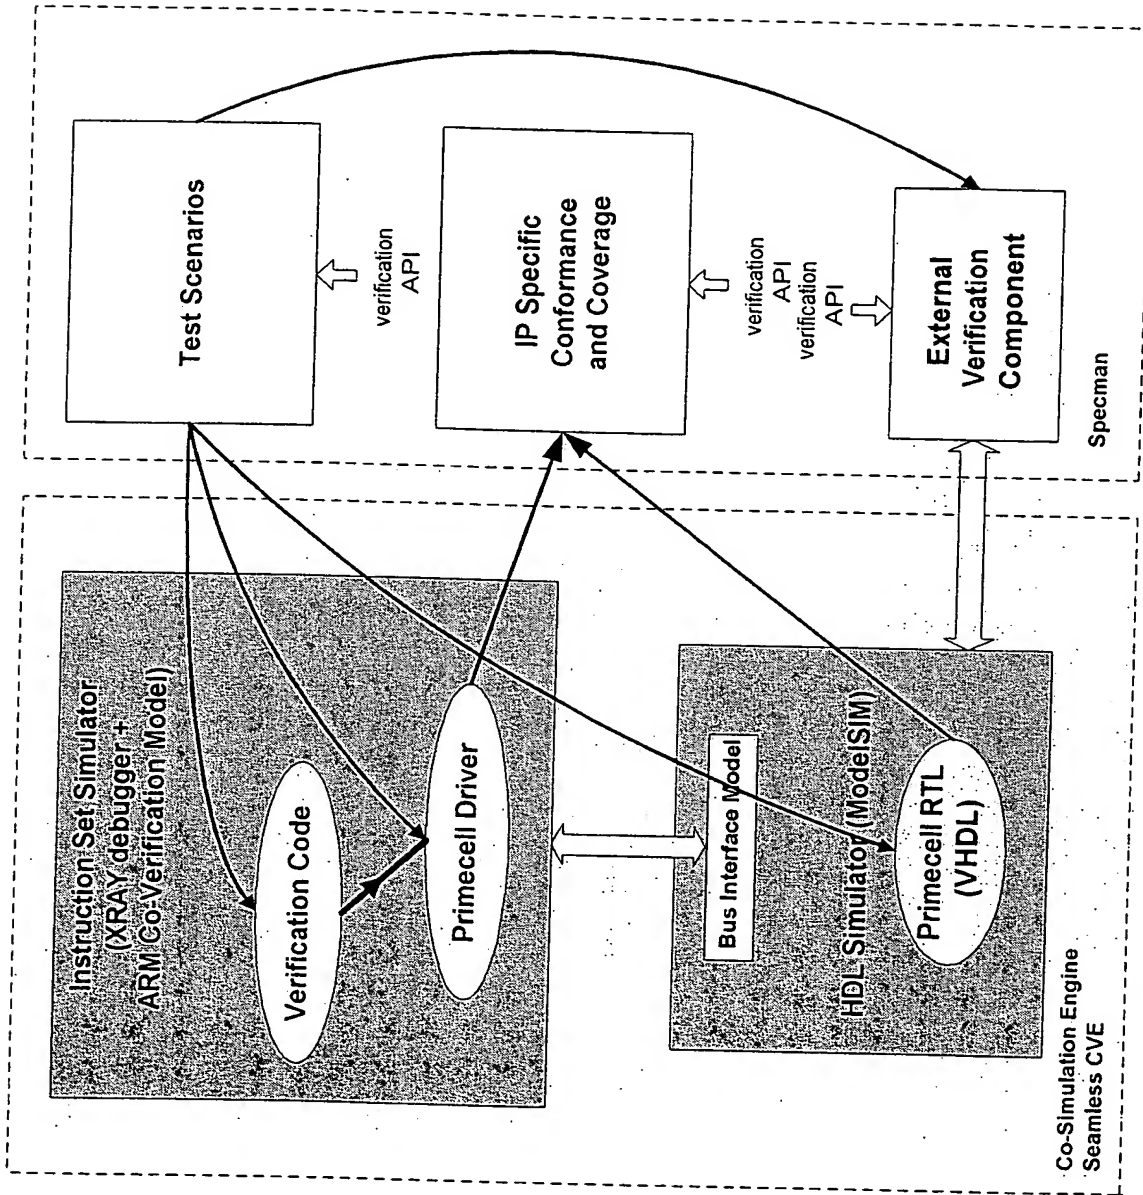 Instruction Set Simulator
(XRAY debugger +
ARM Co-Verification Model)
Verification Code
Primecell Driver
Bus Interface Model
HDL Simulator (ModelSIM)
Primecell RTL
(VHDL)
Co-Simulation Engine
Seamless CVE
Test Scenarios
verification
API
IP Specific
Conformance
and Coverage
verification
API
verification
API
External
Verification
Component
Specman